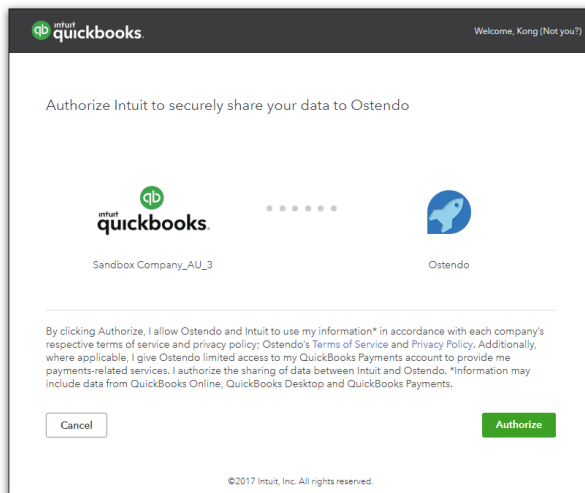 intuit
quickbooks.
Welcome, Kong (Not you?)
Authorize Intuit to securely share your data to Ostendo
qb
intuit
quickbooks.
Sandbox Company_AU_3
Ostendo
By clicking Authorize, I allow Ostendo and Intuit to use my information* in accordance with each company's
respective terms of service and privacy policy; Ostendo's Terms of Service and Privacy Policy. Additionally,
where applicable, I give Ostendo limited access to my QuickBooks Payments account to provide me
payments-related services. I authorize the sharing of data between Intuit and Ostendo. *Information may
include data from QuickBooks Online, QuickBooks Desktop and QuickBooks Payments.
Cancel
Authorize
©2017 Intuit, Inc. All rights reserved.